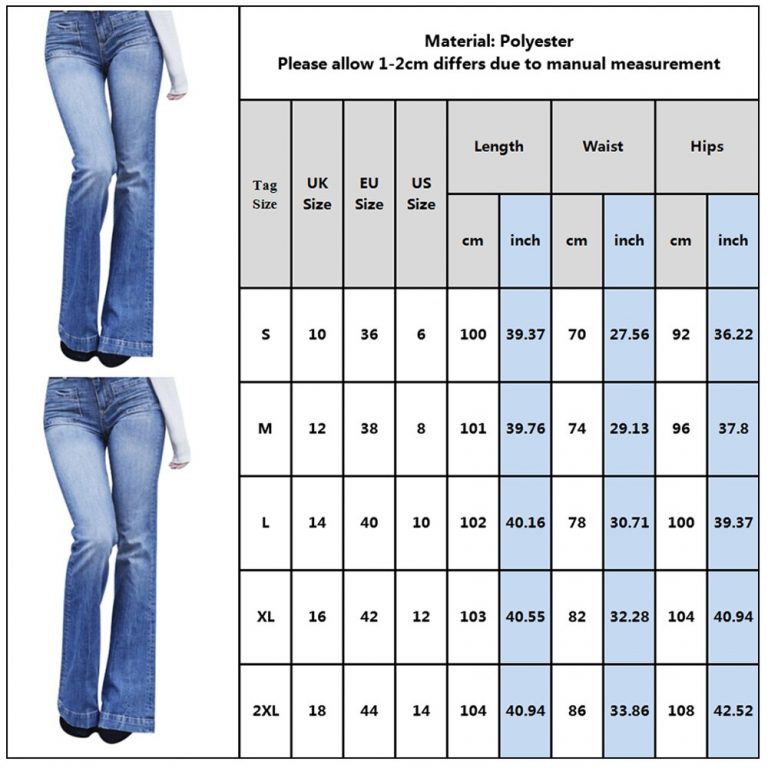 Material: Polyester
Please allow 1-2cm differs due to manual measurement
Tag Size UK Size EU Size US Size Length Waist Hips
cm inch cm inch cm inch
S 10 36 6 100 39.37 70 27.56 92 36.22
M 12 38 8 101 39.76 74 29.13 96 37.8
L 14 40 10 102 40.16 78 30.71 100 39.37
XL 16 42 12 103 40.55 82 32.28 104 40.94
2XL 18 44 14 104 40.94 86 33.86 108 42.52